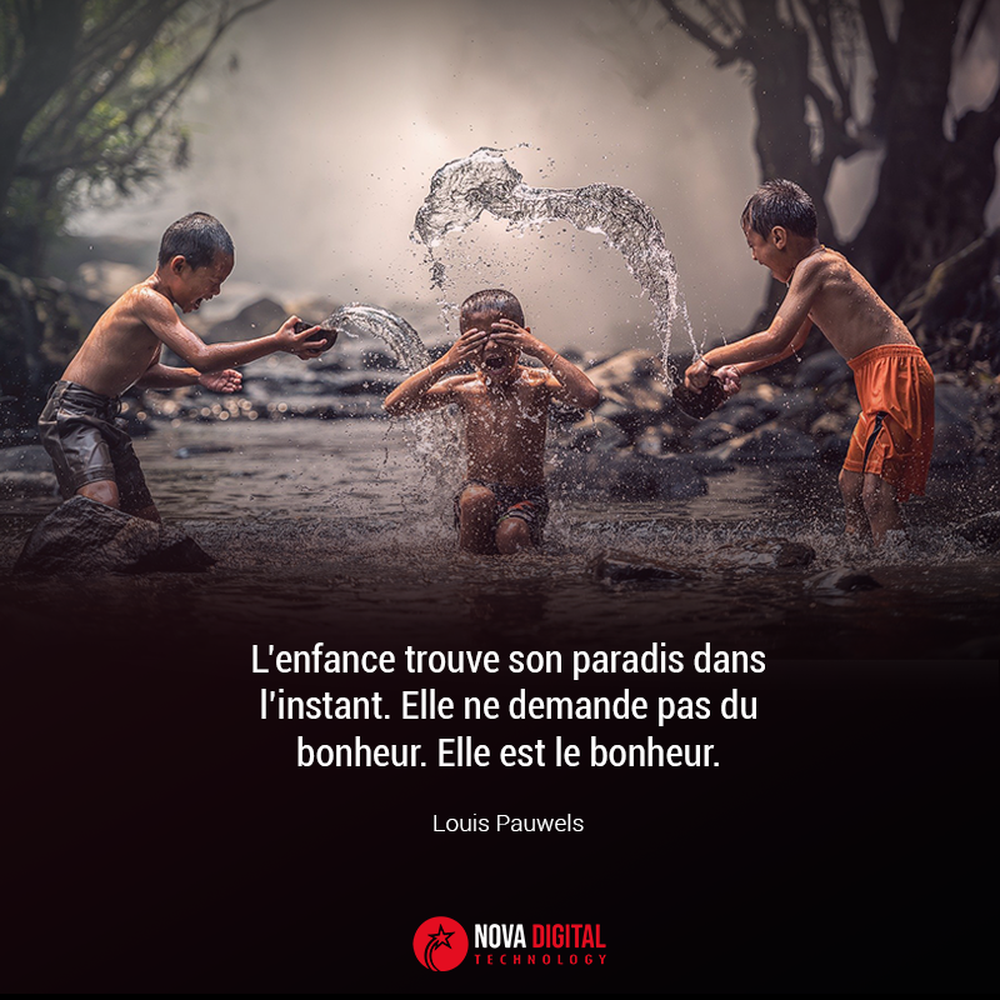 L'enfance trouve son paradis dans
l'instant. Elle ne demande pas du
bonheur. Elle est le bonheur.
Louis Pauwels
NOVA DIGITAL
TECHNOLOGY